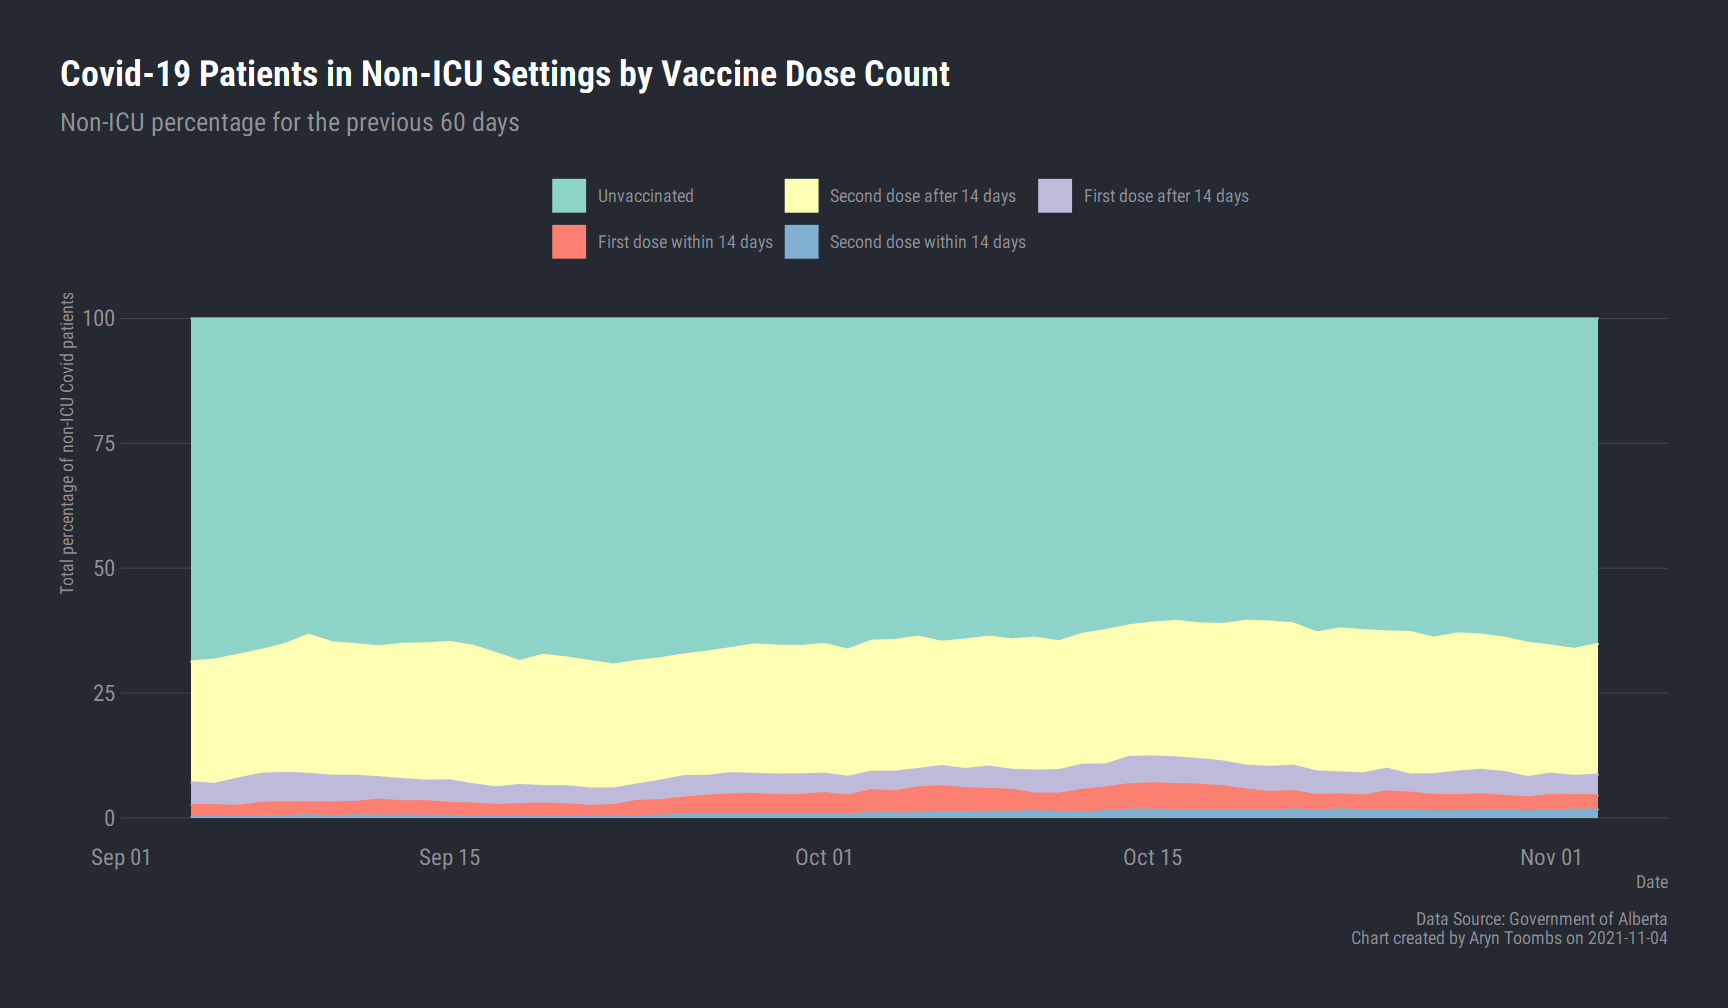 Covid-19 Patients in Non-ICU Settings by Vaccine Dose Count
Non-ICU percentage for the previous 60 days
Unvaccinated
Second dose after 14 days
First dose after 14 days
First dose within 14 days
Second dose within 14 days
Total percentage of non-ICU Covid patients
100
75
50
25
0
Sep 01
Sep 15
Oct 01
Oct 15
Nov 01
Date
Data Source: Government of Alberta
Chart created by Aryn Toombs on 2021-11-04